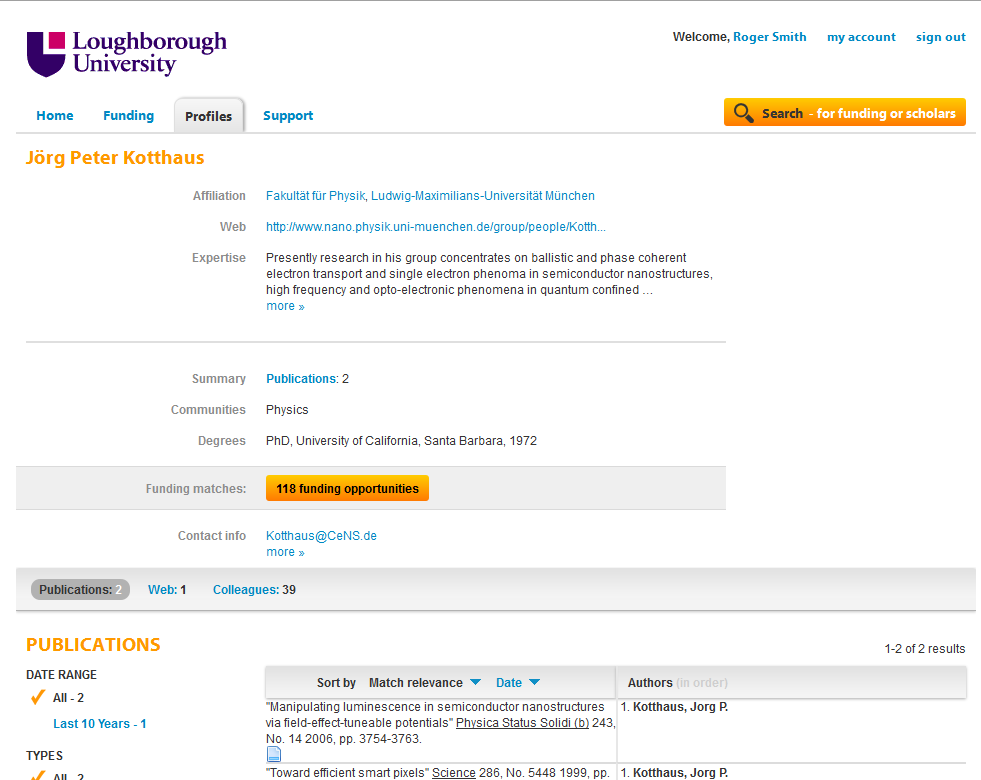 Loughborough
University
Welcome, Roger Smith my account sign out
Home Funding Profiles Support
Search - for funding or scholars
Jörg Peter Kotthaus
Affiliation Fakultät für Physik, Ludwig-Maximilians-Universität München
Web http://www.nano.physik.uni-muenchen.de/group/people/Kotth...
Expertise Presently research in his group concentrates on ballistic and phase coherent
electron transport and single electron phenoma in semiconductor nanostructures,
high frequency and opto-electronic phenomena in quantum confined ...
more »
Summary Publications: 2
Communities Physics
Degrees PhD, University of California, Santa Barbara, 1972
Funding matches: 118 funding opportunities
Contact info Kotthaus@CeNS.de
more »
Publications: 2 Web: 1 Colleagues: 39
PUBLICATIONS
1-2 of 2 results
DATE RANGE
All - 2
Last 10 Years - 1
TYPES
All - 2
Sort by Match relevance Date Authors (in order)
"Manipulating luminescence in semiconductor nanostructures
via field-effect-tuneable potentials" Physica Status Solidi (b) 243,
No. 14 2006, pp. 3754-3763.
1. Kotthaus, Jorg P.
"Toward efficient smart pixels" Science 286, No. 5448 1999, pp.
1. Kotthaus, Jorg P.